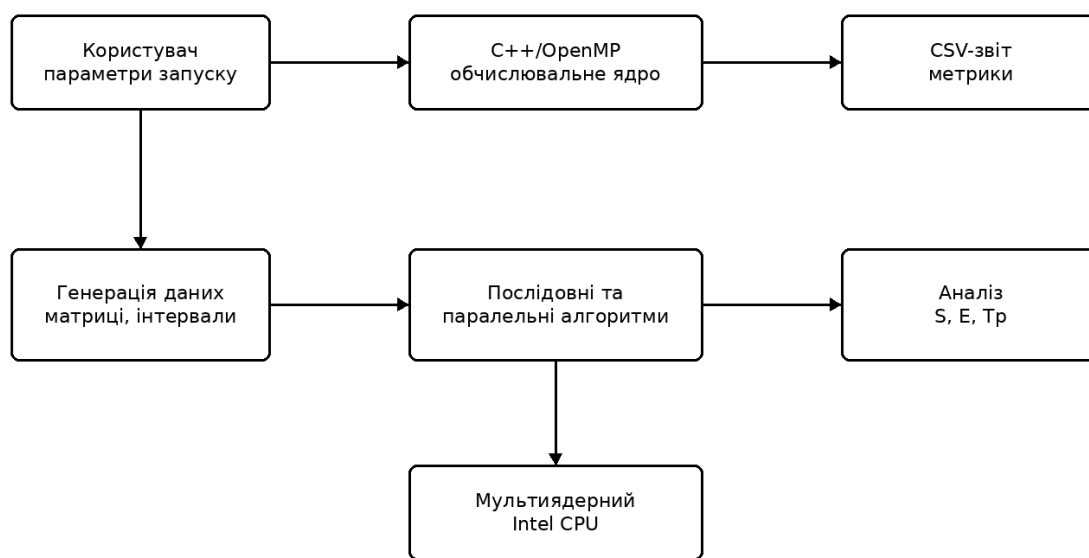 Користувач
параметри запуску
C++/OpenMP
обчислювальне ядро
CSV-звіт
метрики
Генерація даних
матриці, інтервали
Послідовні та
паралельні алгоритми
Аналіз
S, E, Tp
Мультиядерний
Intel CPU